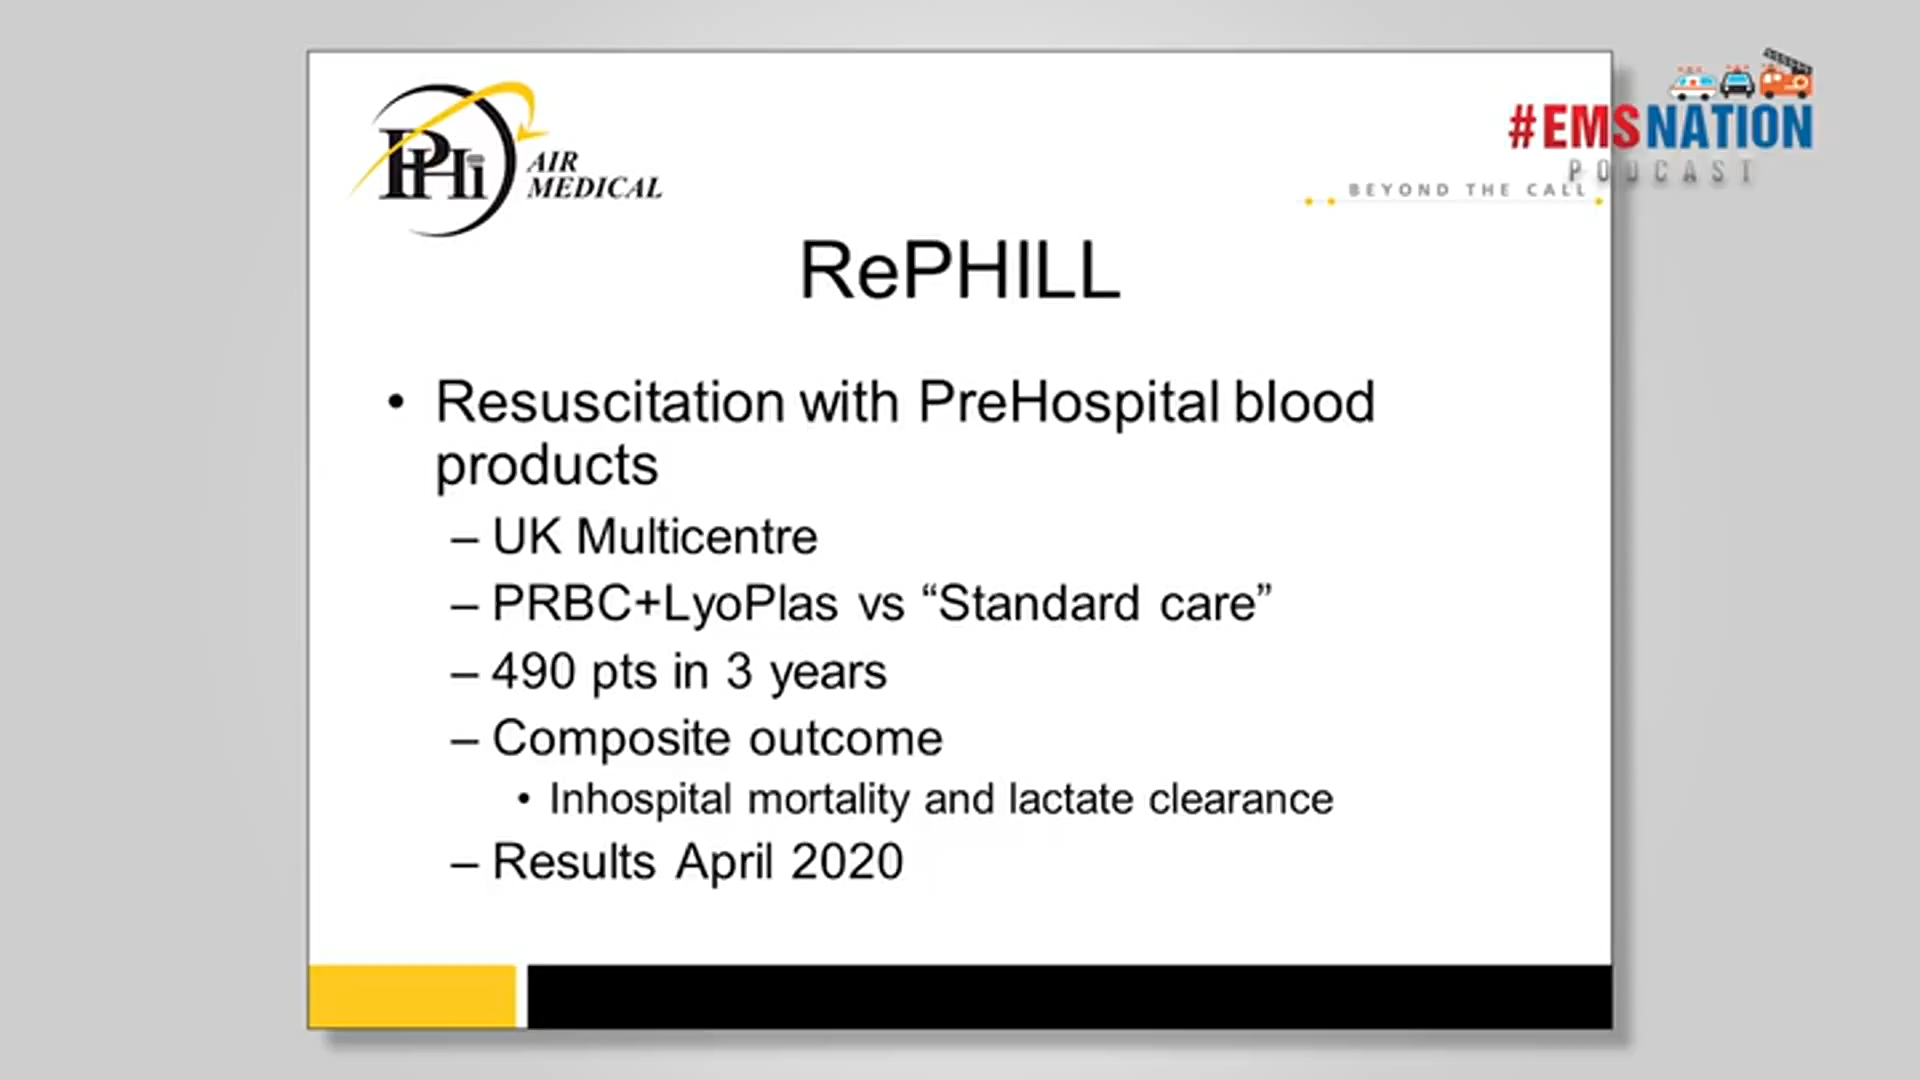 PHi
AIR
MEDICAL
#EMSNATION
PODCAST
BEYOND THE CALL
RePHILL
• Resuscitation with PreHospital blood
products
– UK Multicentre
– PRBC+LyoPlas vs “Standard care”
– 490 pts in 3 years
– Composite outcome
• Inhospital mortality and lactate clearance
– Results April 2020